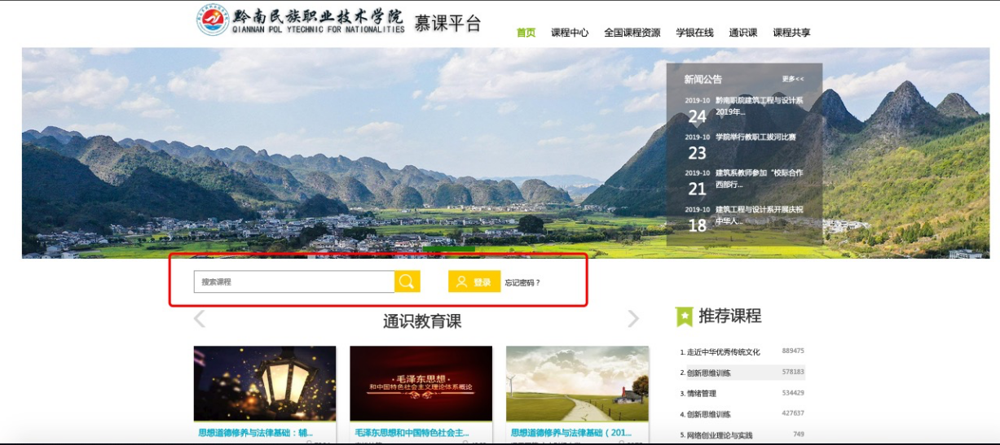 黔南民族职业技术学院
QIANNAN POL YTECHNIC FOR NATIONALITIES
慕课平台
首页 课程中心 全国课程资源 学银在线 通识课 课程共享
新闻公告 更多<<
2019-10 黔南职院建筑工程与设计系
24 2019年...
2019-10 学院举行教职工拔河比赛
23
2019-10 建筑系教师参加“校际合作
21 西部行...
2019-10 建筑工程与设计系开展庆祝
18 中华人...
搜索课程
登录 忘记密码？
通识教育课
·毛泽东思想·
和中国特色社会主义理论体系概论
思想道德修养与法律基础：辅...
毛泽东思想和中国特色社会主...
思想道德修养与法律基础（201...
推荐课程
1. 走近中华优秀传统文化 889475
2. 创新思维训练 578183
3. 情绪管理 534429
4. 创新思维训练 427637
5. 网络创业理论与实践 749